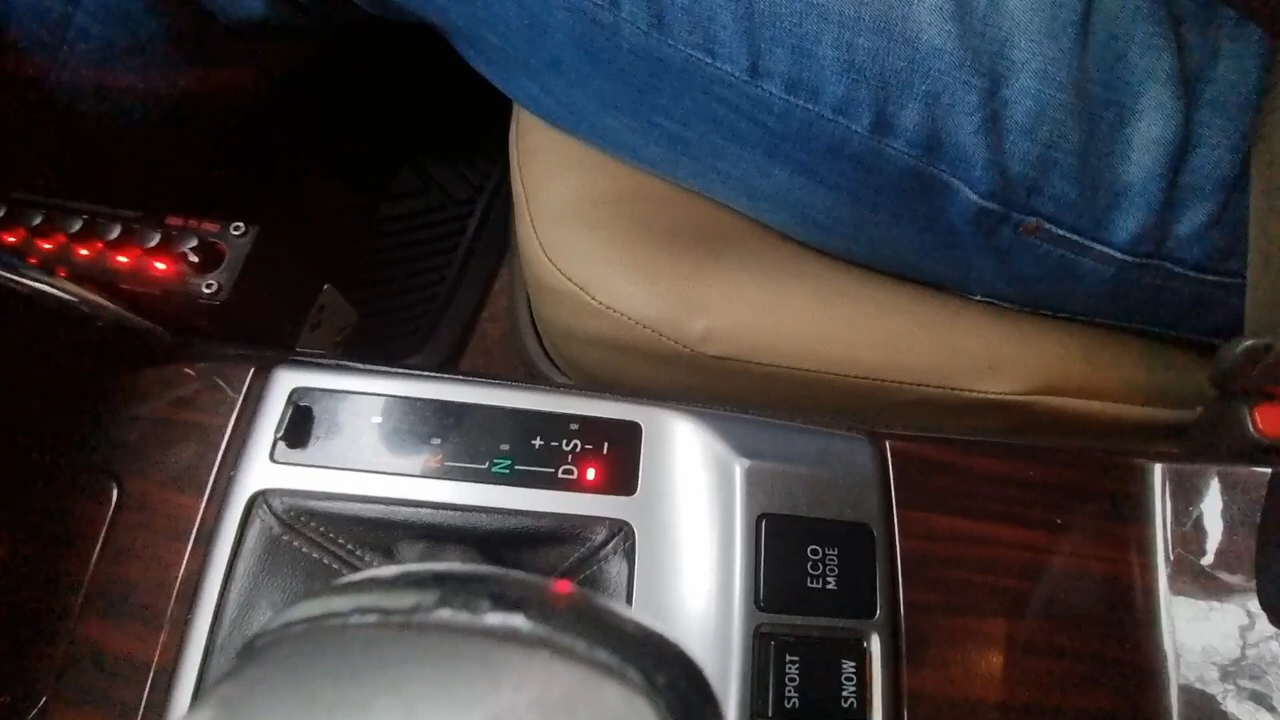 R N D
+ S -
ECO
MODE
SPORT
SNOW